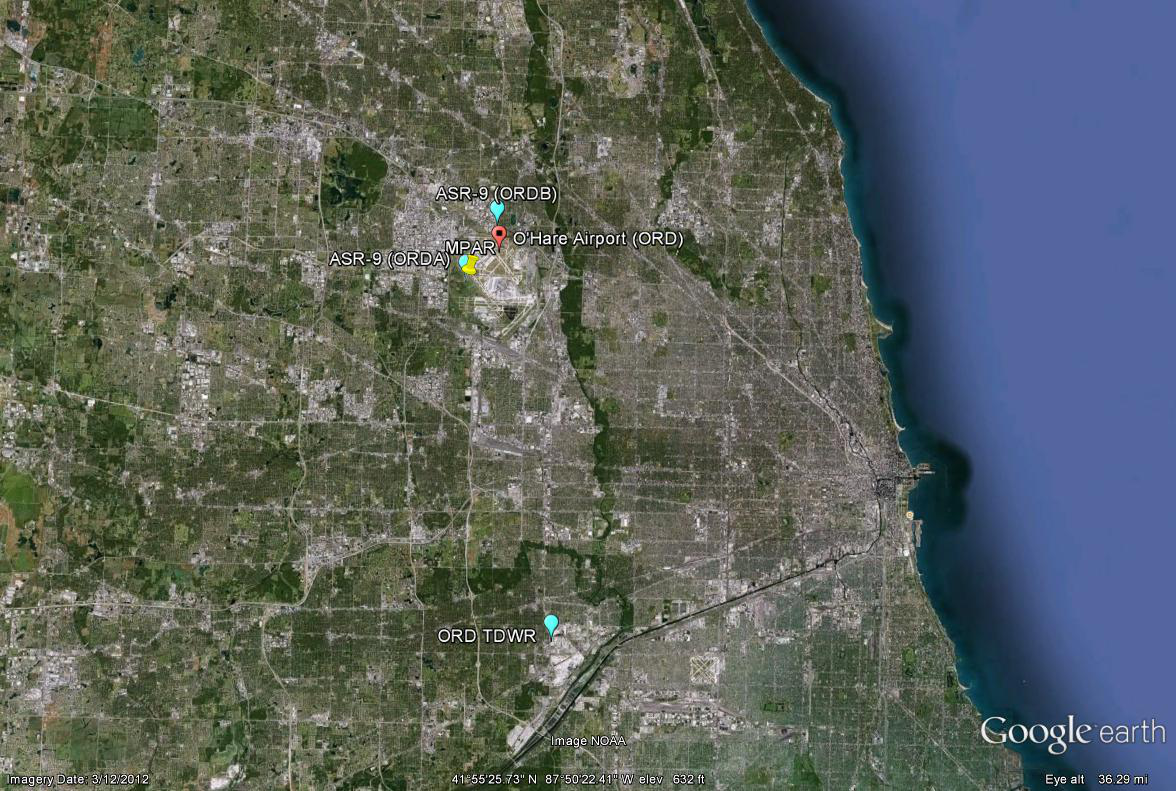 ASR-9 (ORDB)
O'Hare Airport (ORD)
MPAR
ASR-9 (ORDA)
ORD TDWR
Google earth
Image NOAA
Imagery Date: 3/12/2012 41°55'25.73" N 87°50'22.41" W elev 632 ft Eye alt 36.29 mi